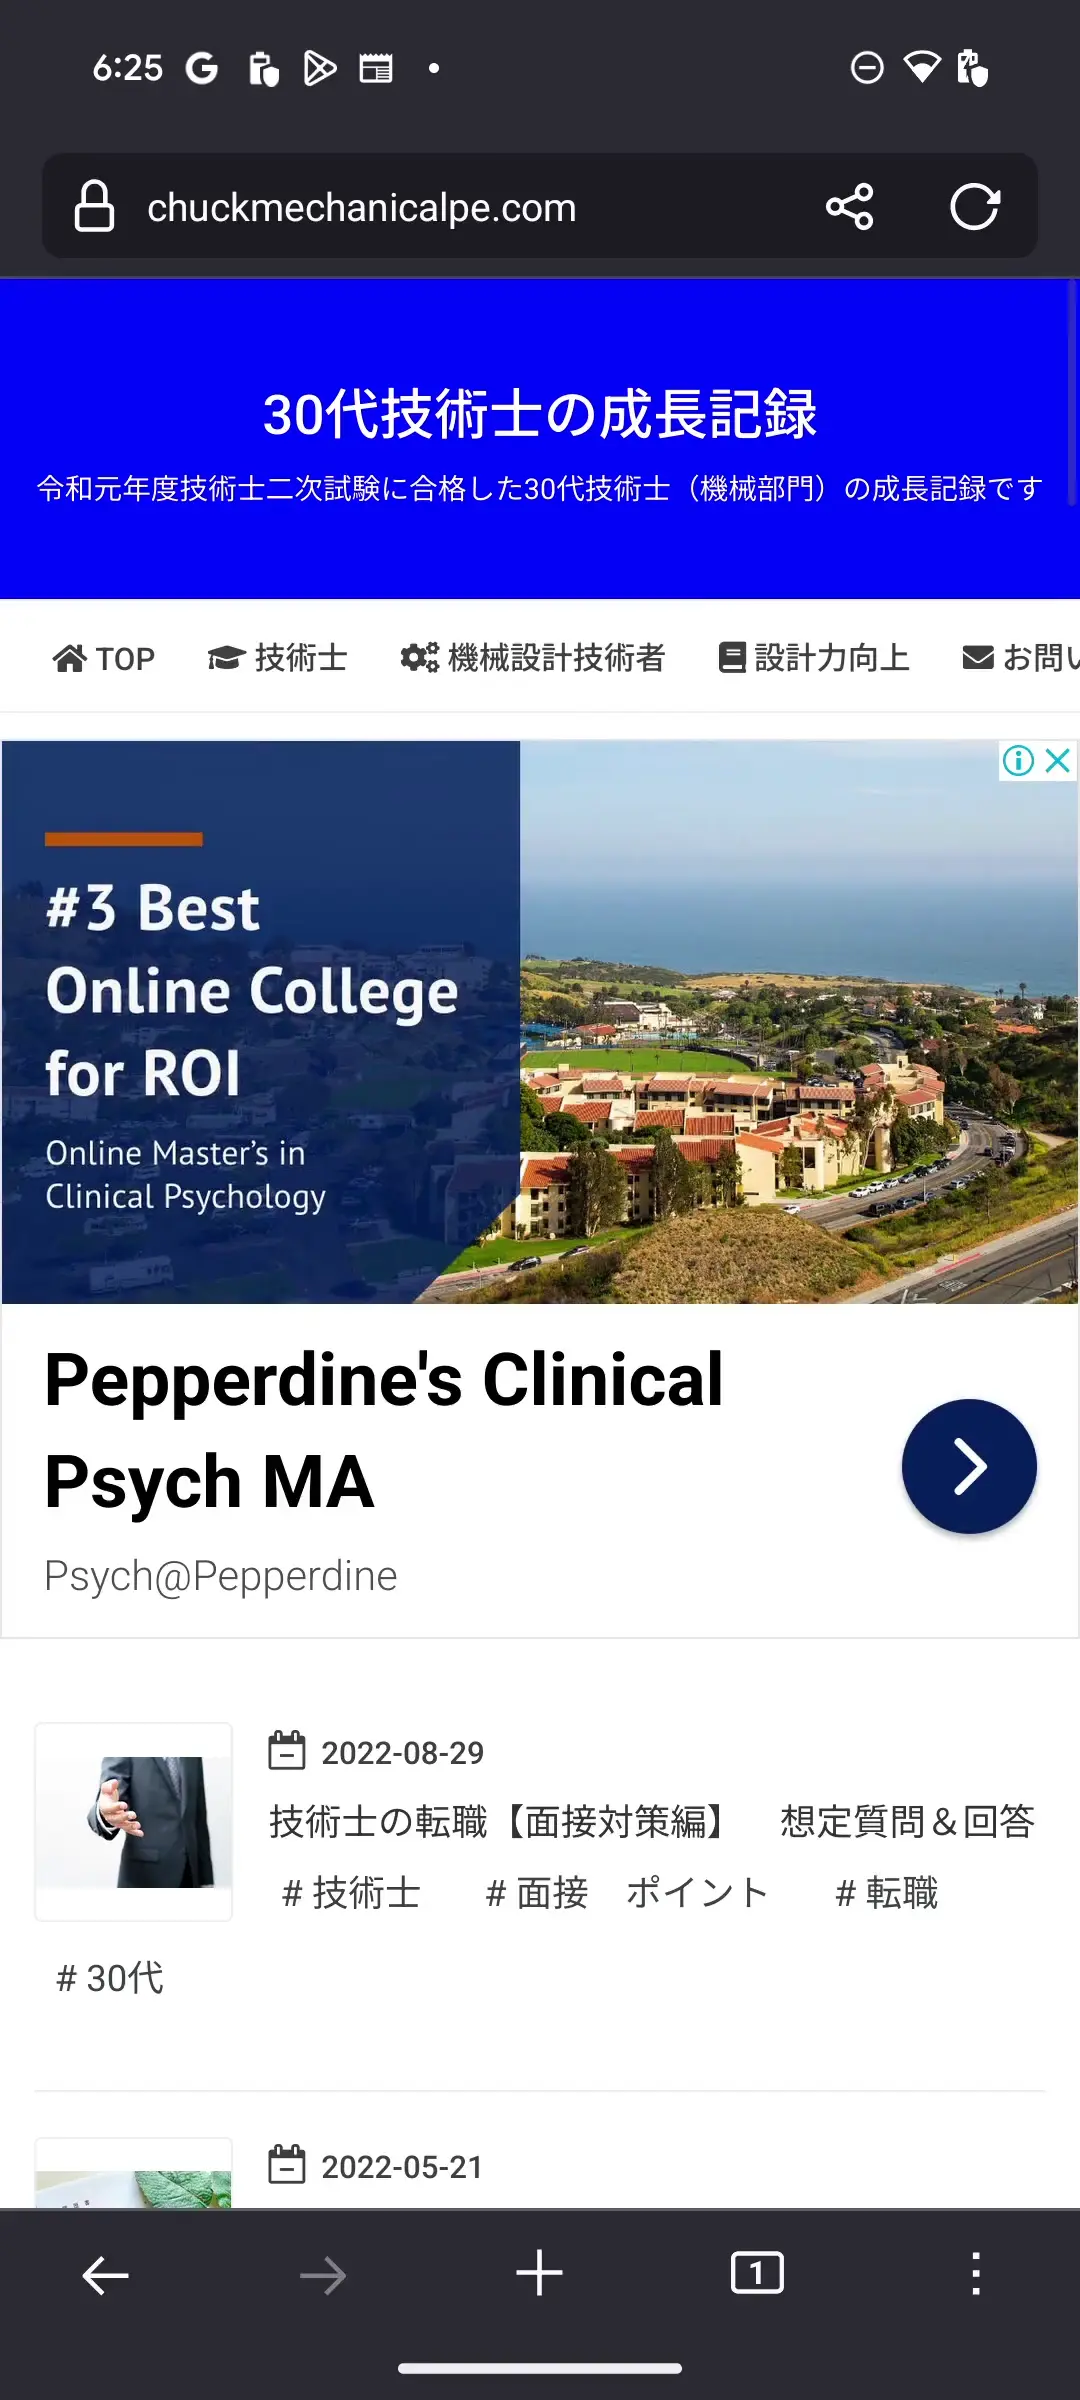 6:25
chuckmechanicalpe.com
30代技術士の成長記録
令和元年度技術士二次試験に合格した30代技術士（機械部門）の成長記録です
TOP 技術士 機械設計技術者 設計力向上 お問い
#3 Best
Online College
for ROI
Online Master's in
Clinical Psychology
Pepperdine's Clinical
Psych MA
Psych@Pepperdine
2022-08-29
技術士の転職【面接対策編】　想定質問＆回答
# 技術士 # 面接　ポイント # 転職
# 30代
2022-05-21
1